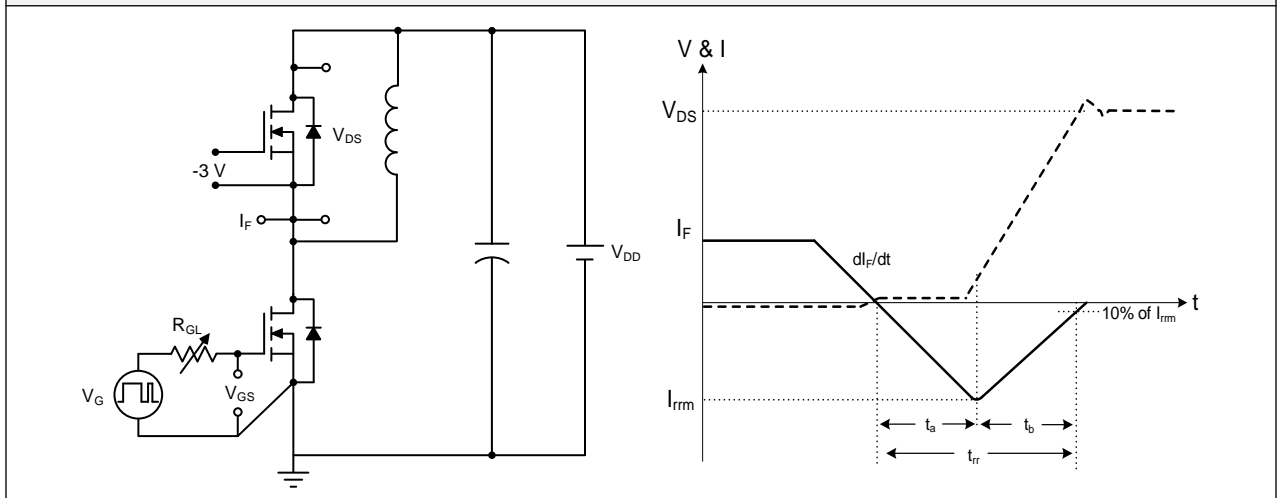 V_DS
-3 V
I_F
V_DD
R_GL
V_G
V_GS
V & I
V_DS
I_F
dI_F/dt
t
10% of I_rrm
I_rrm
t_a
t_b
t_rr